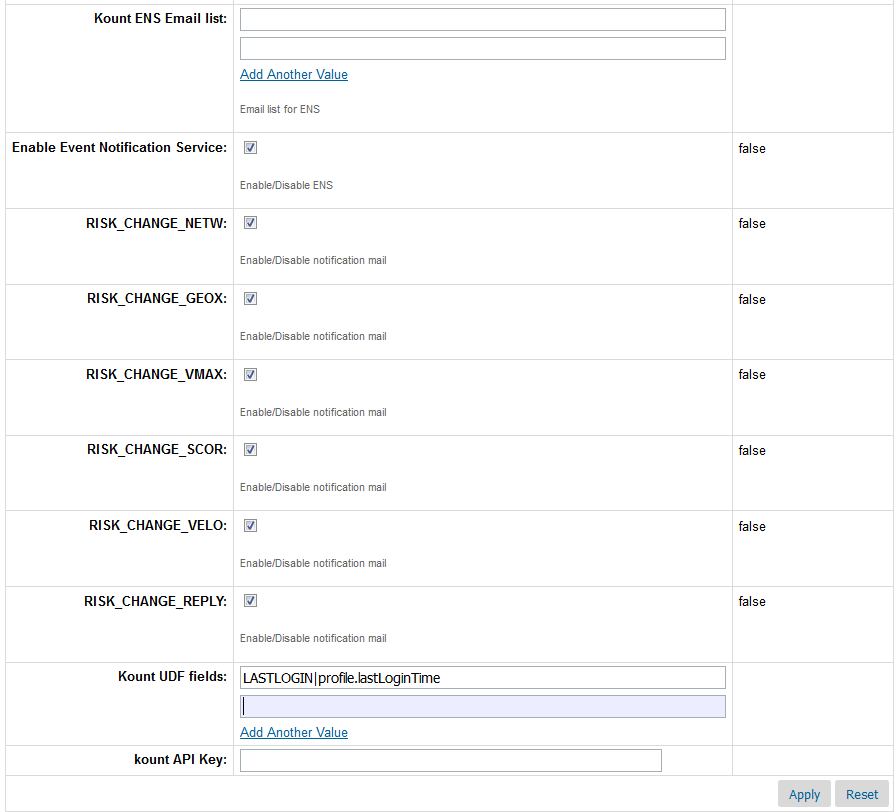 Kount ENS Email list:
Add Another Value
Email list for ENS
Enable Event Notification Service:
false
Enable/Disable ENS
RISK_CHANGE_NETW:
false
Enable/Disable notification mail
RISK_CHANGE_GEOX:
false
Enable/Disable notification mail
RISK_CHANGE_VMAX:
false
Enable/Disable notification mail
RISK_CHANGE_SCOR:
false
Enable/Disable notification mail
RISK_CHANGE_VELO:
false
Enable/Disable notification mail
RISK_CHANGE_REPLY:
false
Enable/Disable notification mail
Kount UDF fields:
LASTLOGIN|profile.lastLoginTime
Add Another Value
kount API Key:
Apply
Reset